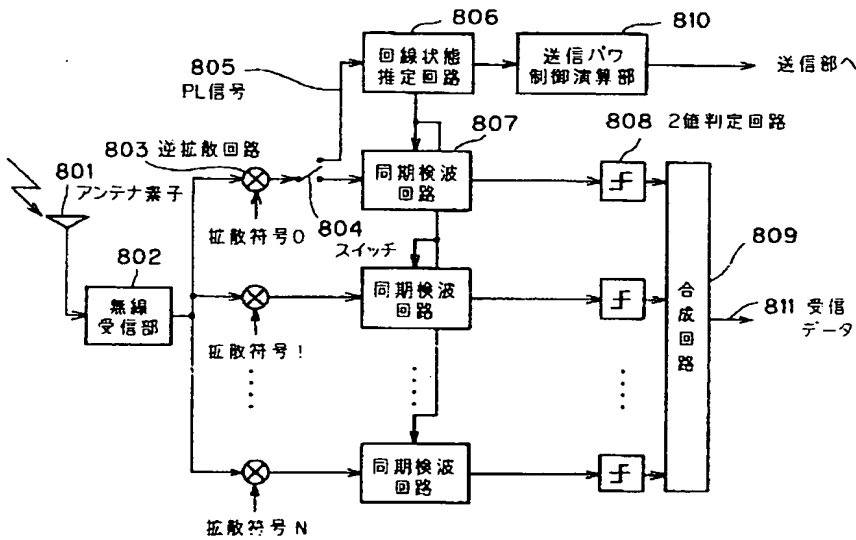 806
810
805
PL信号
回線状態
推定回路
送信パワ
制御演算部
送信部へ
807
808 2値判定回路
803 逆拡散回路
801
アンテナ素子
同期検波
回路
拡散符号0
804
スイッチ
802
無線
受信部
809
同期検波
回路
拡散符号1
合成回路
811 受信
データ
同期検波
回路
拡散符号N